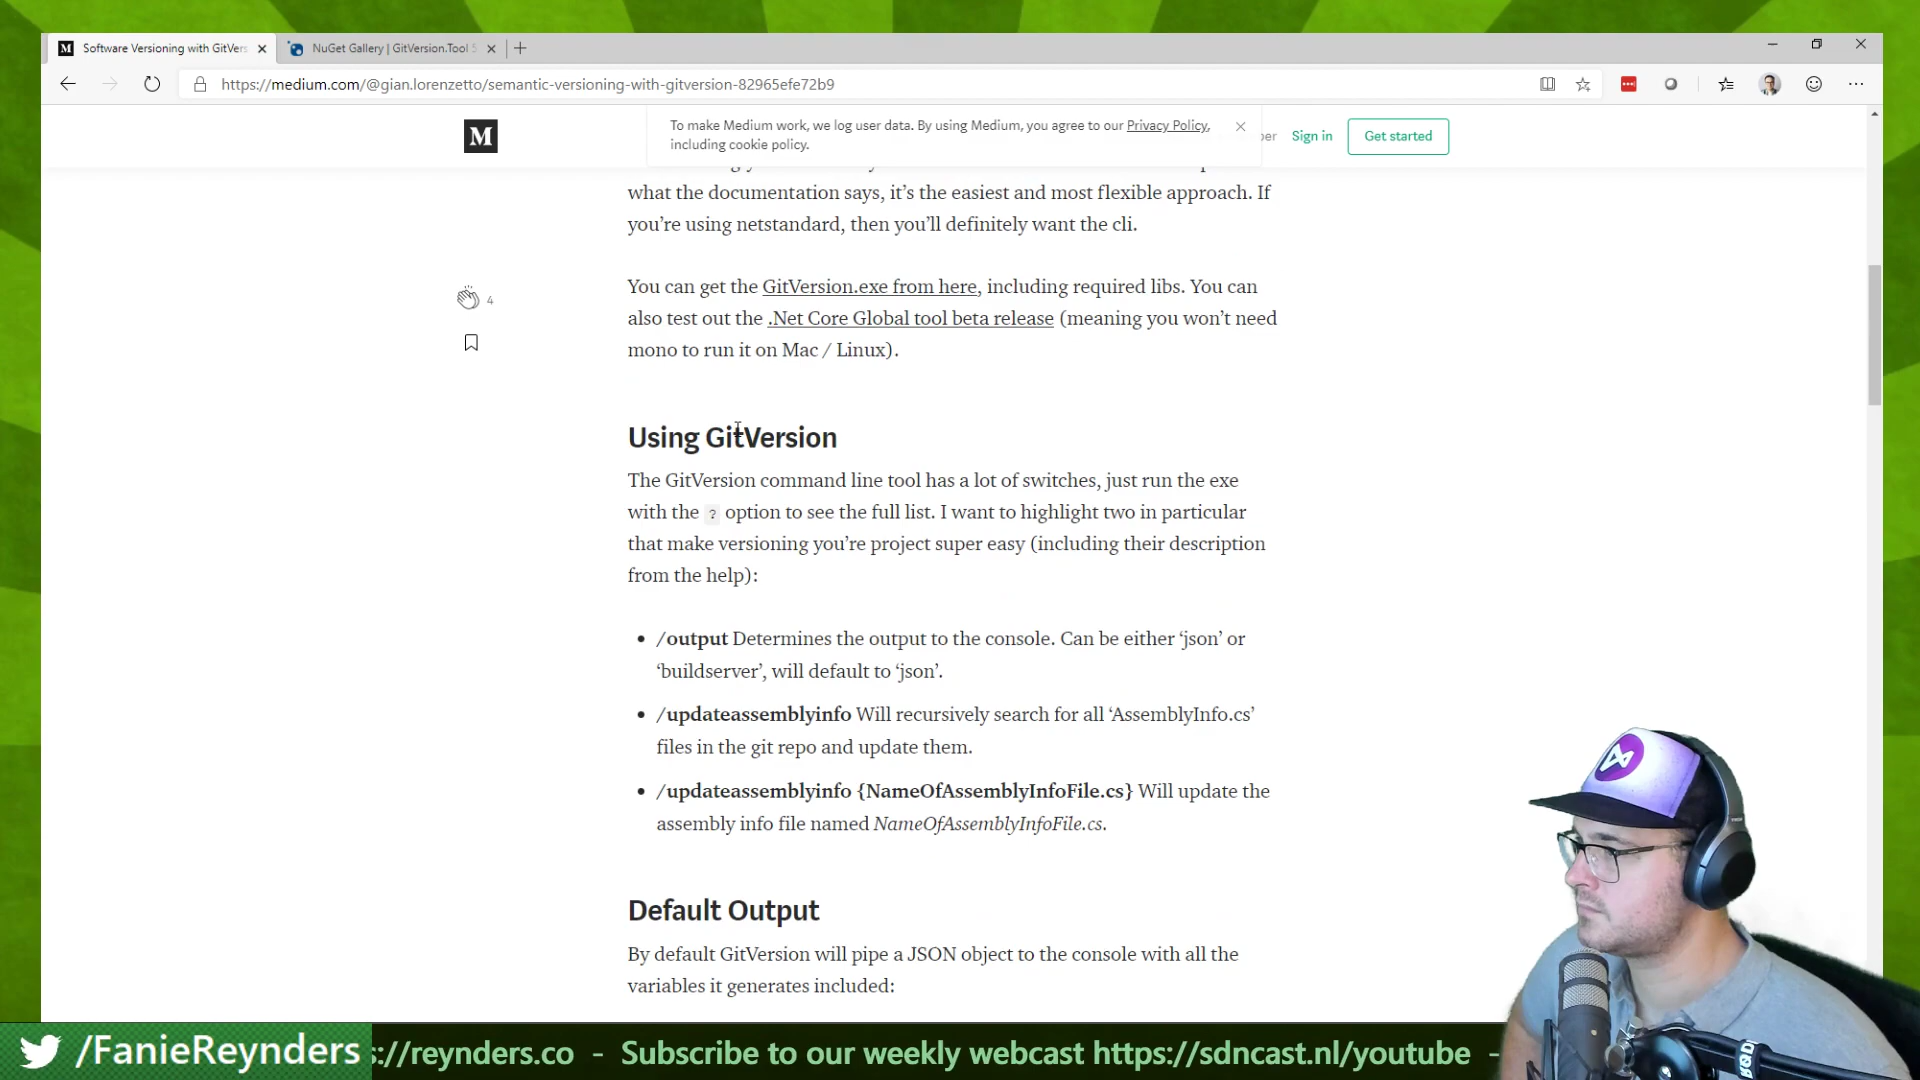 Software Versioning with GitVers
NuGet Gallery | GitVersion.Tool
https://medium.com/@gian.lorenzetto/semantic-versioning-with-gitversion-82965efe72b9
M
To make Medium work, we log user data. By using Medium, you agree to our Privacy Policy,
including cookie policy.
Sign in
Get started
what the documentation says, it’s the easiest and most flexible approach. If
you’re using netstandard, then you’ll definitely want the cli.
4
You can get the GitVersion.exe from here, including required libs. You can
also test out the .Net Core Global tool beta release (meaning you won’t need
mono to run it on Mac / Linux).
Using GitVersion
The GitVersion command line tool has a lot of switches, just run the exe
with the ? option to see the full list. I want to highlight two in particular
that make versioning you’re project super easy (including their description
from the help):
• /output Determines the output to the console. Can be either ‘json’ or
‘buildserver’, will default to ‘json’.
• /updateassemblyinfo Will recursively search for all ‘AssemblyInfo.cs’
files in the git repo and update them.
• /updateassemblyinfo {NameOfAssemblyInfoFile.cs} Will update the
assembly info file named NameOfAssemblyInfoFile.cs.
Default Output
By default GitVersion will pipe a JSON object to the console with all the
variables it generates included:
/FanieReynders
s://reynders.co - Subscribe to our weekly webcast https://sdncast.nl/youtube -